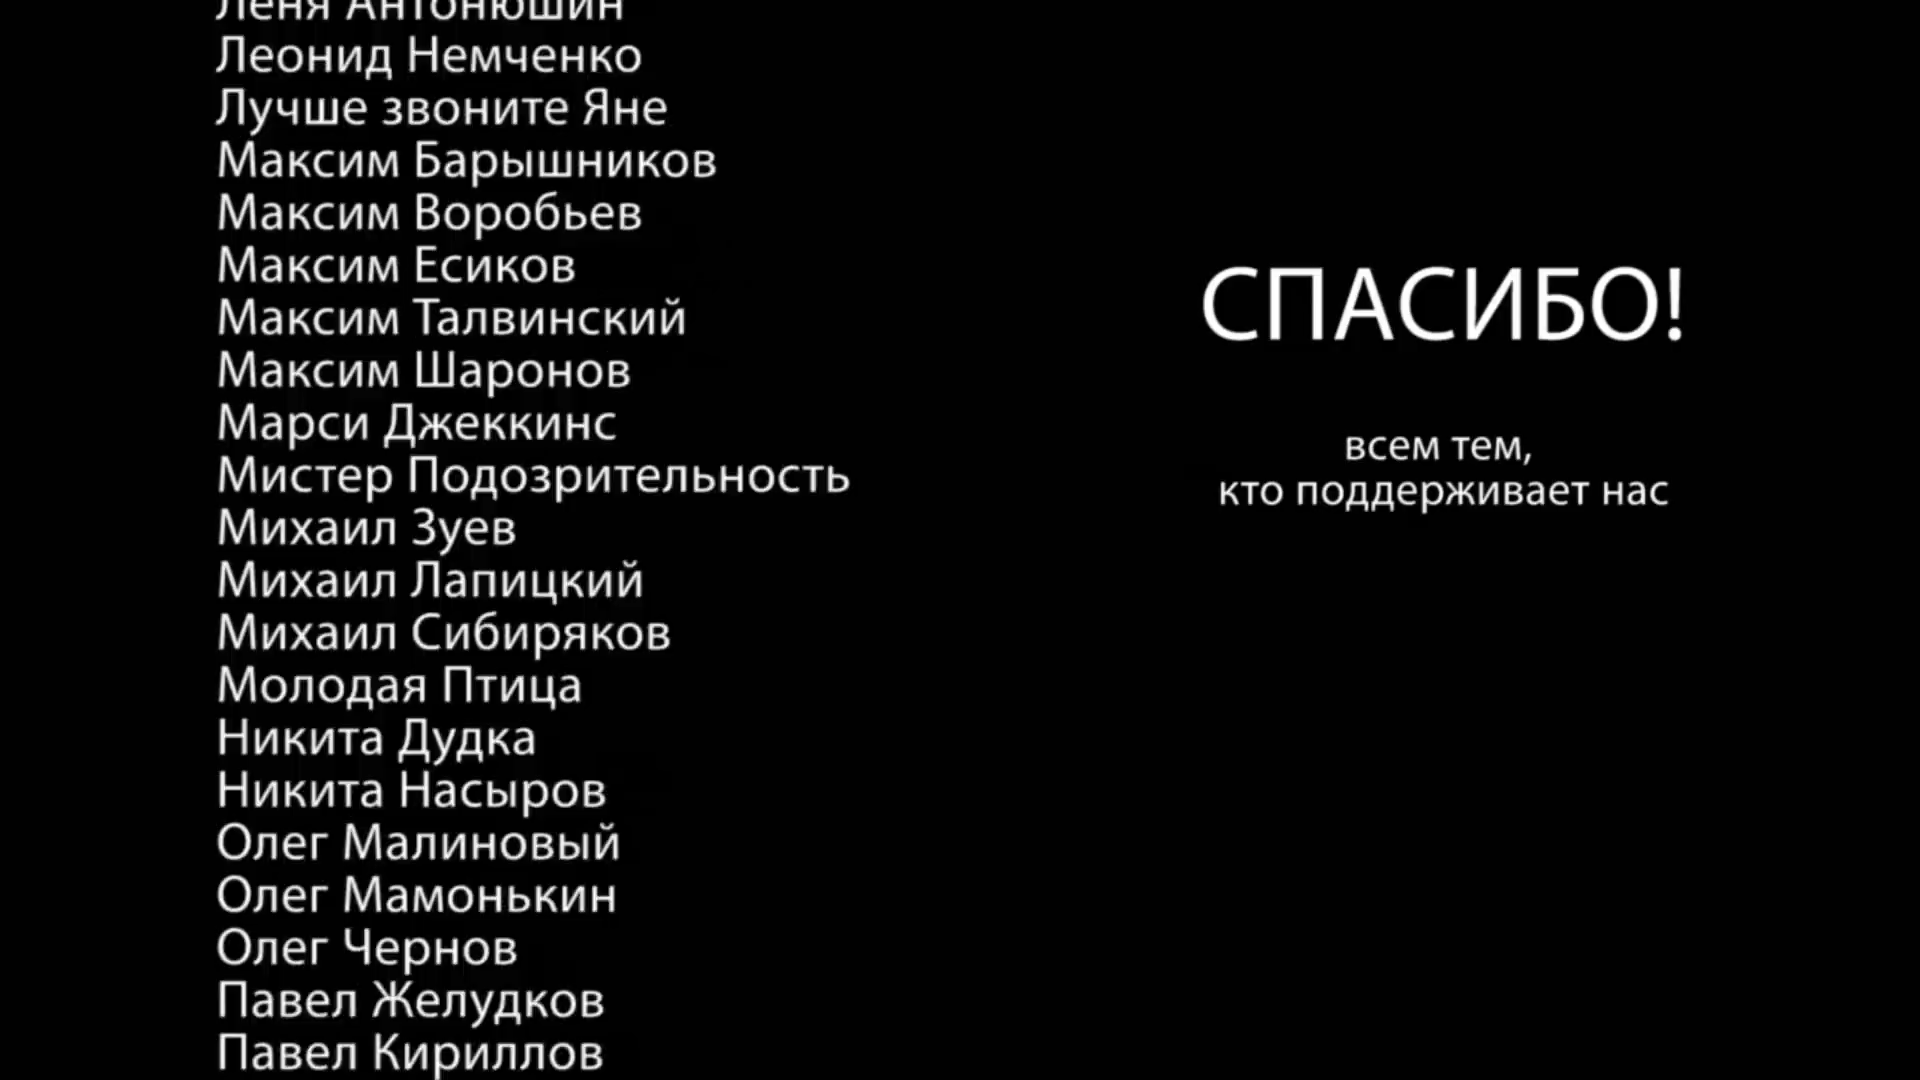 Леня Антонюшин
Леонид Немченко
Лучше звоните Яне
Максим Барышников
Максим Воробьев
Максим Есиков
Максим Талвинский
Максим Шаронов
Марси Джеккинс
Мистер Подозрительность
Михаил Зуев
Михаил Лапицкий
Михаил Сибиряков
Молодая Птица
Никита Дудка
Никита Насыров
Олег Малиновый
Олег Мамонькин
Олег Чернов
Павел Желудков
Павел Кириллов
СПАСИБО!
всем тем,
кто поддерживает нас